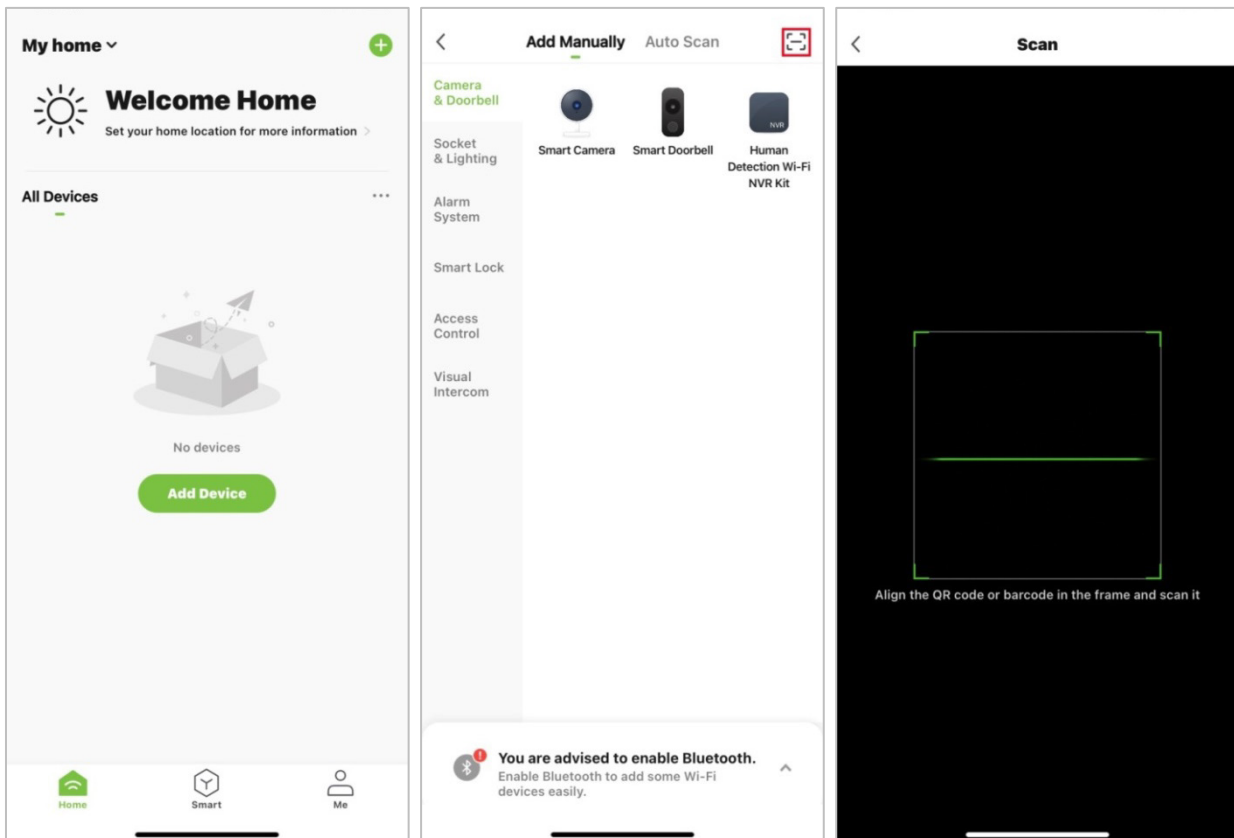 My home
Welcome Home
Set your home location for more information
All Devices
No devices
Add Device
Home
Smart
Me
Add Manually
Auto Scan
Camera
& Doorbell
Socket
& Lighting
Alarm
System
Smart Lock
Access
Control
Visual
Intercom
Smart Camera
Smart Doorbell
NVR
Human
Detection Wi-Fi
NVR Kit
You are advised to enable Bluetooth.
Enable Bluetooth to add some Wi-Fi
devices easily.
Scan
Align the QR code or barcode in the frame and scan it